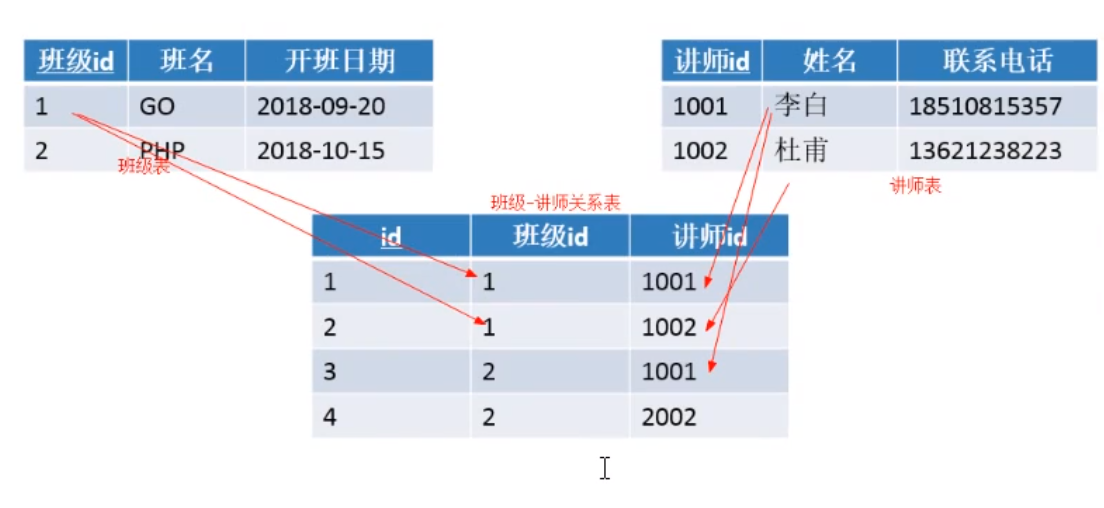 班级id 班名 开班日期
1 GO 2018-09-20
2 PHP 2018-10-15
班级表
讲师id 姓名 联系电话
1001 李白 18510815357
1002 杜甫 13621238223
讲师表
班级-讲师关系表
id 班级id 讲师id
1 1 1001
2 1 1002
3 2 1001
4 2 2002